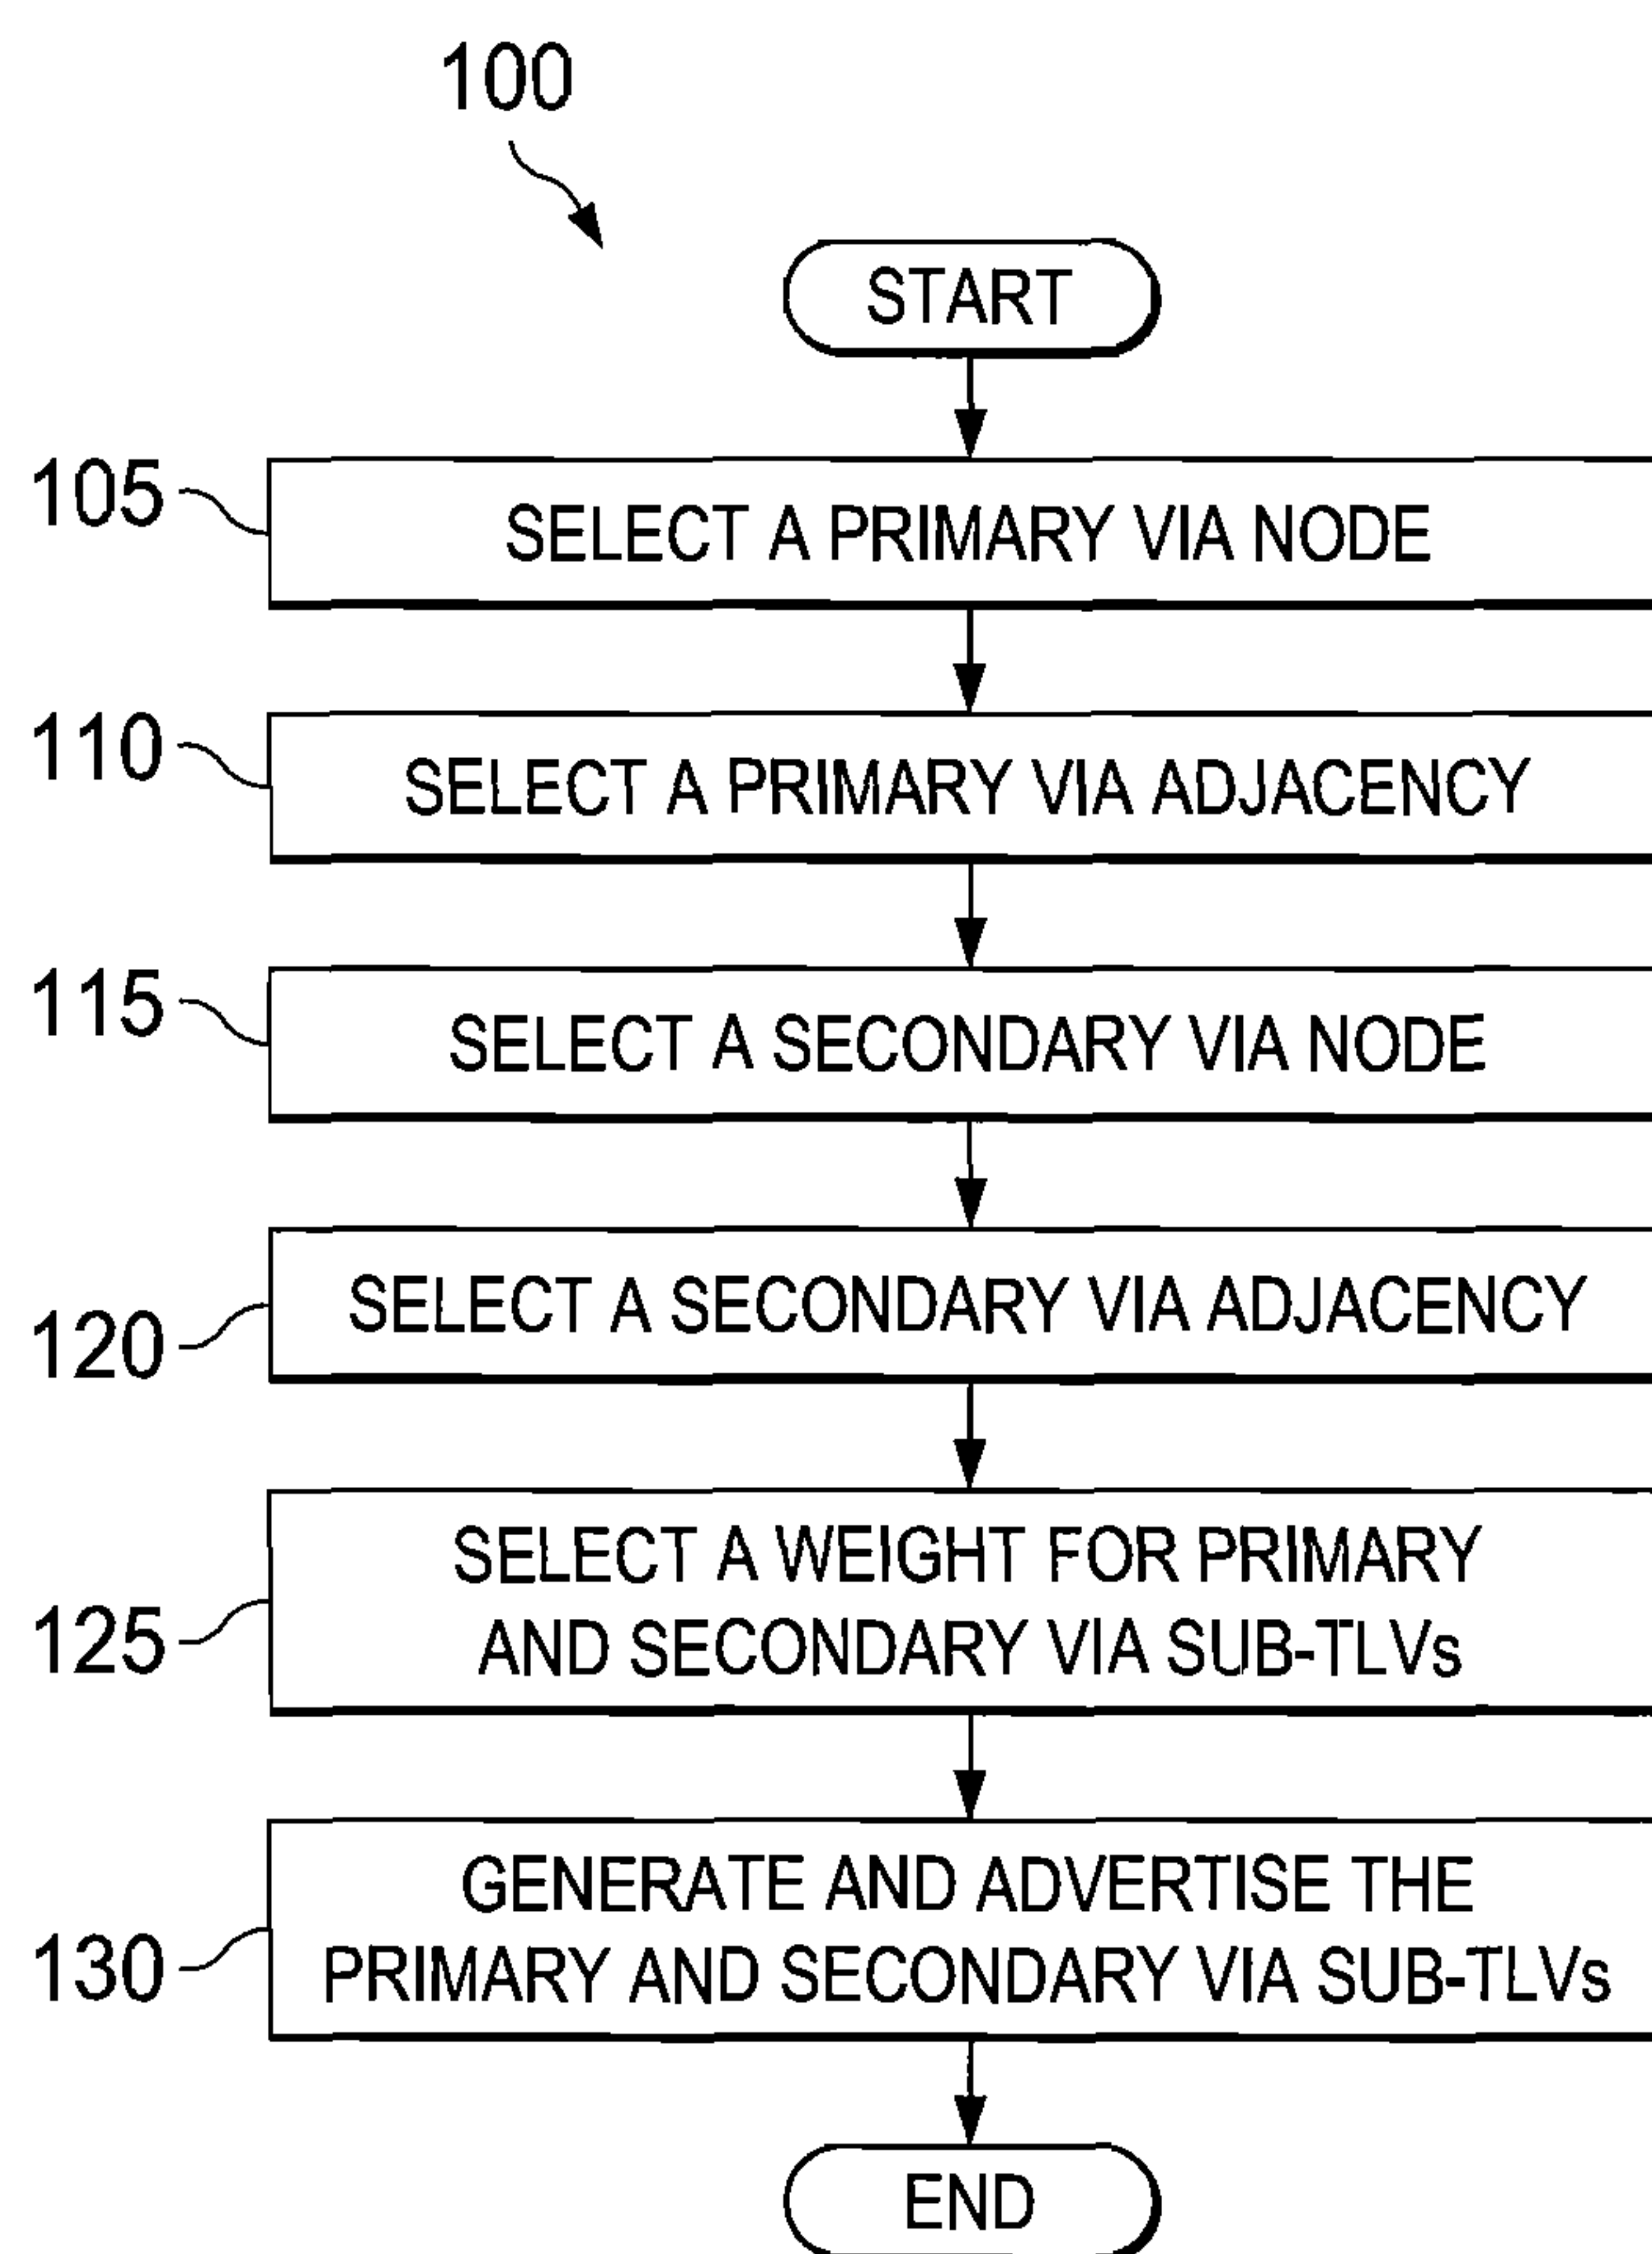 100
START
105
SELECT A PRIMARY VIA NODE
110
SELECT A PRIMARY VIA ADJACENCY
115
SELECT A SECONDARY VIA NODE
120
SELECT A SECONDARY VIA ADJACENCY
125
SELECT A WEIGHT FOR PRIMARY
AND SECONDARY VIA SUB-TLVs
130
GENERATE AND ADVERTISE THE
PRIMARY AND SECONDARY VIA SUB-TLVs
END